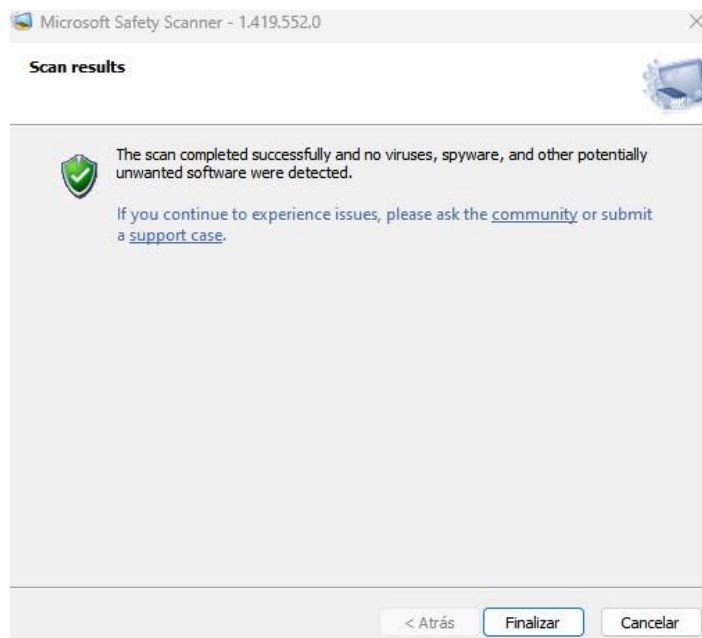 Microsoft Safety Scanner - 1.419.552.0
Scan results
The scan completed successfully and no viruses, spyware, and other potentially
unwanted software were detected.
If you continue to experience issues, please ask the community or submit
a support case.
< Atrás Finalizar Cancelar